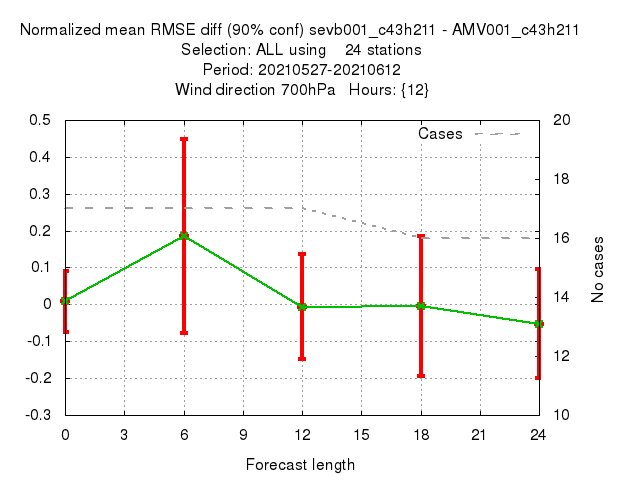 Normalized mean RMSE diff (90% conf) sevb001_c43h211 - AMV001_c43h211
Selection: ALL using    24 stations
Period: 20210527-20210612
Wind direction 700hPa   Hours: {12}
Cases
0.5
0.4
0.3
0.2
0.1
0
-0.1
-0.2
-0.3
20
18
16
14
12
10
No cases
0 3 6 9 12 15 18 21 24
Forecast length